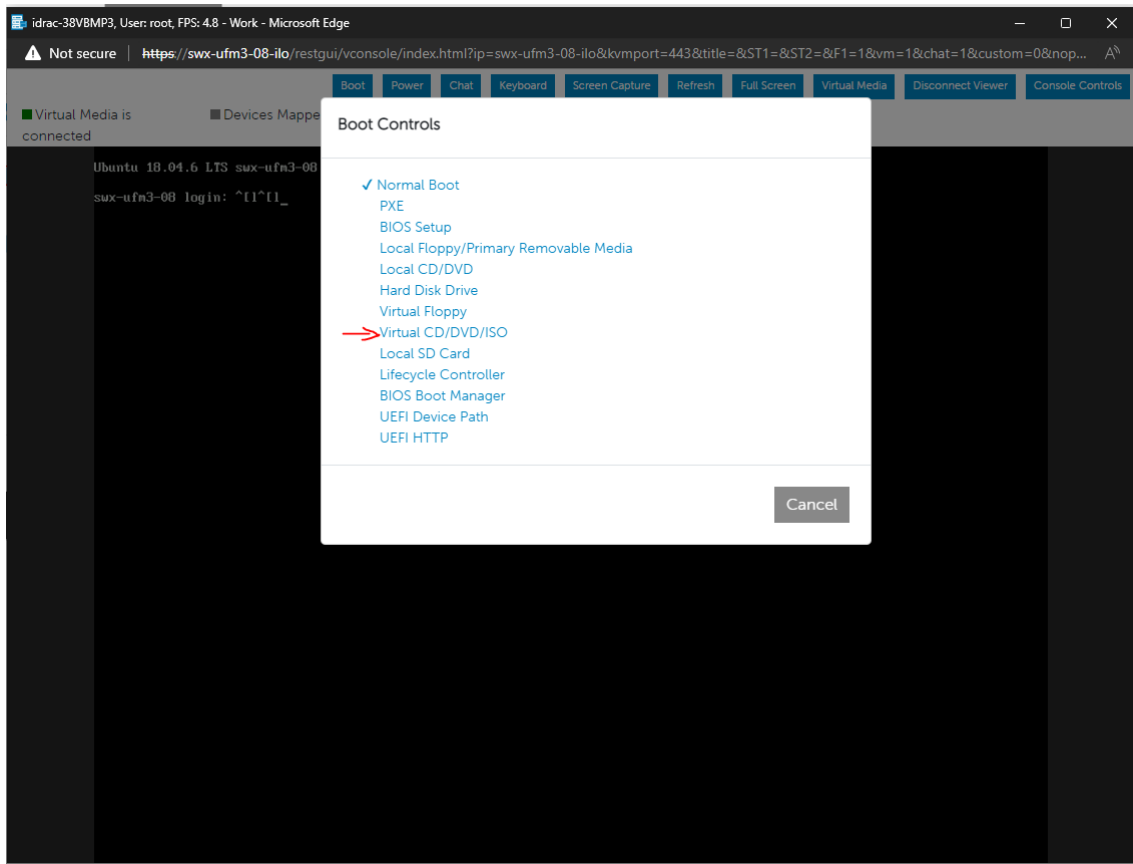 idrac-38VBMP3, User: root, FPS: 4.8 - Work - Microsoft Edge
Not secure | https://swx-ufm3-08-ilo/restgui/vconsole/index.html?ip=swx-ufm3-08-ilo&kvmport=443&title=&ST1=&ST2=&F1=1&vm=1&chat=1&custom=0&nop...
Boot Power Chat Keyboard Screen Capture Refresh Full Screen Virtual Media Disconnect Viewer Console Controls
Virtual Media is
connected
Devices Mappe
Ubuntu 18.04.6 LTS swx-ufm3-08
swx-ufm3-08 login: ^[]^[]_
Boot Controls
✓ Normal Boot
PXE
BIOS Setup
Local Floppy/Primary Removable Media
Local CD/DVD
Hard Disk Drive
Virtual Floppy
Virtual CD/DVD/ISO
Local SD Card
Lifecycle Controller
BIOS Boot Manager
UEFI Device Path
UEFI HTTP
Cancel